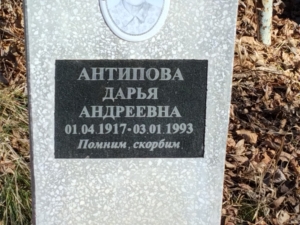 АНТИПОВА
ДАРЬЯ
АНДРЕЕВНА
01.04.1917-03.01.1993
Помним, скорбим